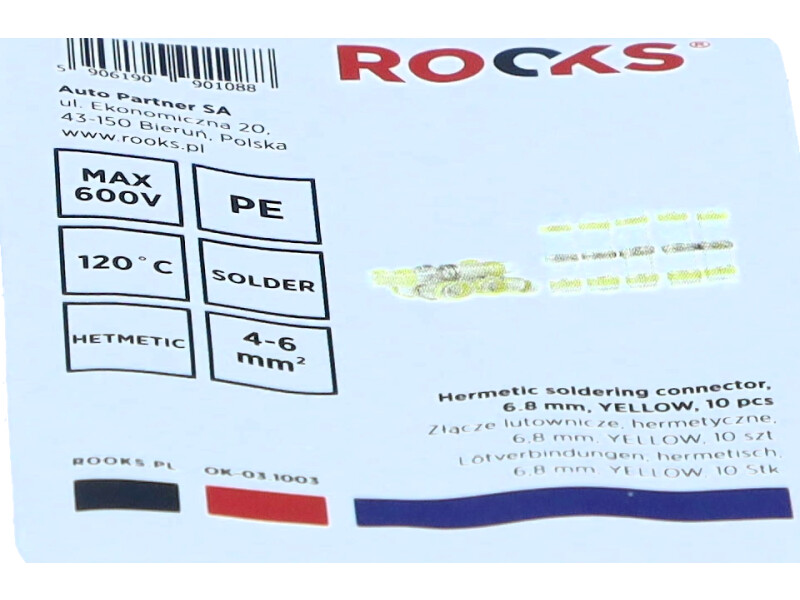 5 906190 901088
ROOKS®
Auto Partner SA
ul. Ekonomiczna 20,
43-150 Bieruń, Polska
www.rooks.pl
MAX
600V
PE
120°C
SOLDER
HETMETIC
4-6
mm²
Hermetic soldering connector,
6.8 mm, YELLOW, 10 pcs
Złącze lutownicze, hermetyczne,
6,8 mm, YELLOW, 10 szt
Lötverbindungen, hermetisch,
6,8 mm, YELLOW, 10 Stk
ROOKS.PL
OK-03.1003